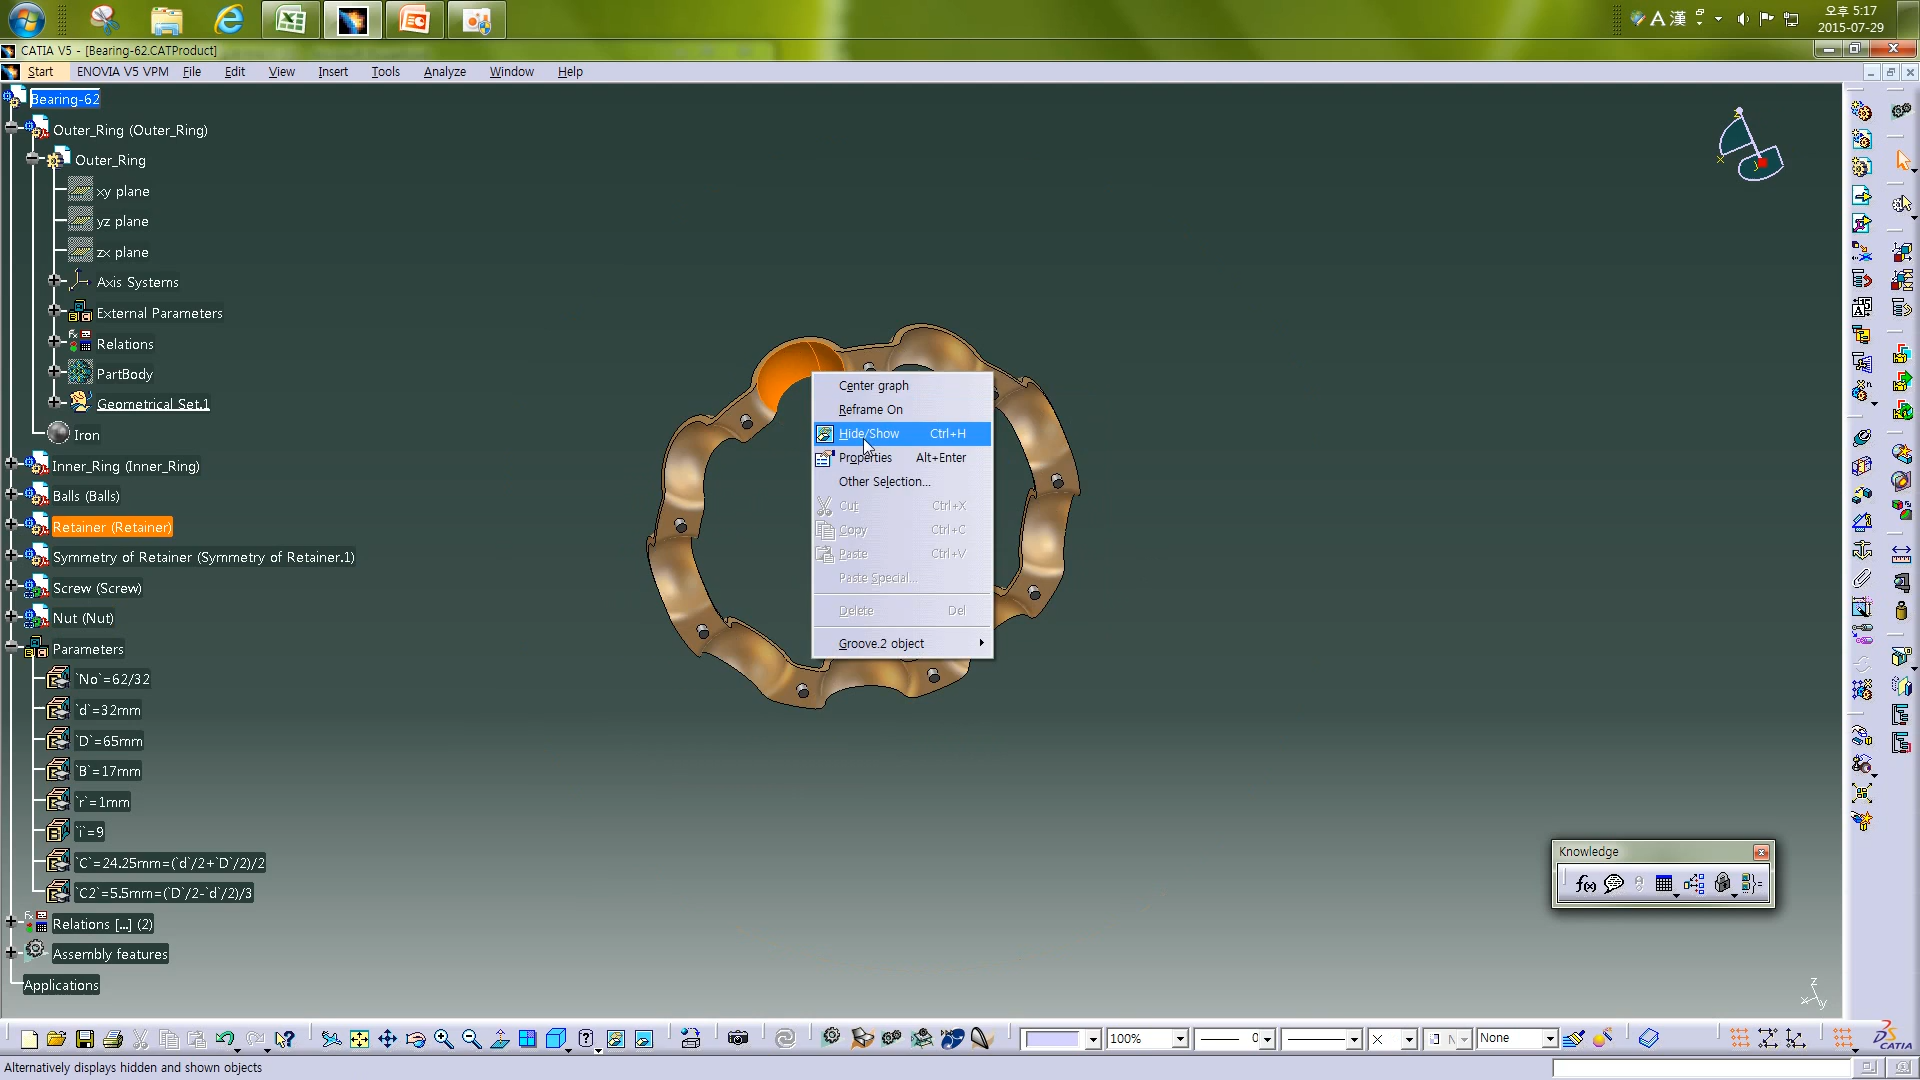 오후 5:17
2015-07-29
A 漢
CATIA V5 - [Bearing-62.CATProduct]
Start ENOVIA V5 VPM File Edit View Insert Tools Analyze Window Help
Bearing-62
Outer_Ring (Outer_Ring)
Outer_Ring
xy plane
yz plane
zx plane
Axis Systems
External Parameters
Relations
PartBody
Geometrical Set.1
Iron
Inner_Ring (Inner_Ring)
Balls (Balls)
Retainer (Retainer)
Symmetry of Retainer (Symmetry of Retainer.1)
Screw (Screw)
Nut (Nut)
Parameters
`No`=62/32
`d`=32mm
`D`=65mm
`B`=17mm
`r`=1mm
`i`=9
`C`=24.25mm=(`d`/2+`D`/2)/2
`C2`=5.5mm=(`D`/2-`d`/2)/3
Relations [...] (2)
Assembly features
Applications
Center graph
Reframe On
Hide/Show Ctrl+H
Properties Alt+Enter
Other Selection...
Cut Ctrl+X
Copy Ctrl+C
Paste Ctrl+V
Paste Special...
Delete Del
Groove.2 object
Knowledge
f(x)
z
x y
100%
0
None
CATIA
Alternatively displays hidden and shown objects